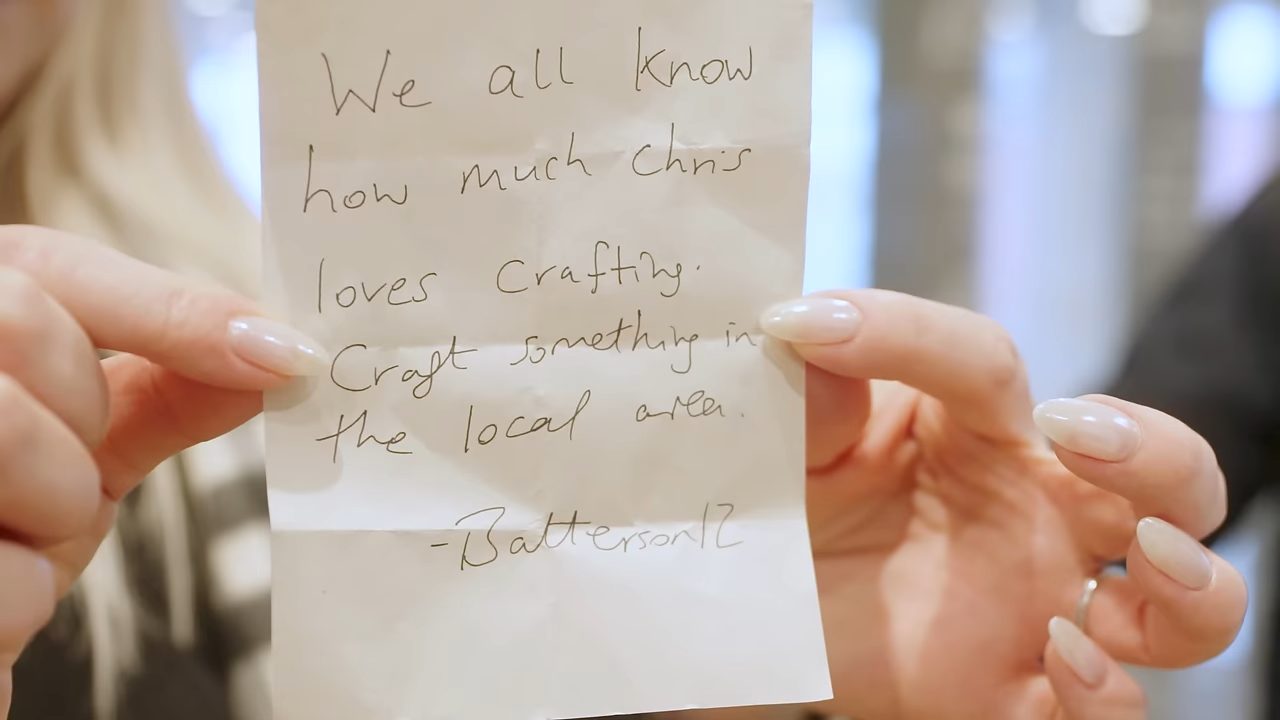 We all know
how much Chris
loves Crafting.
Craft something in
the local area.
-Batterson12